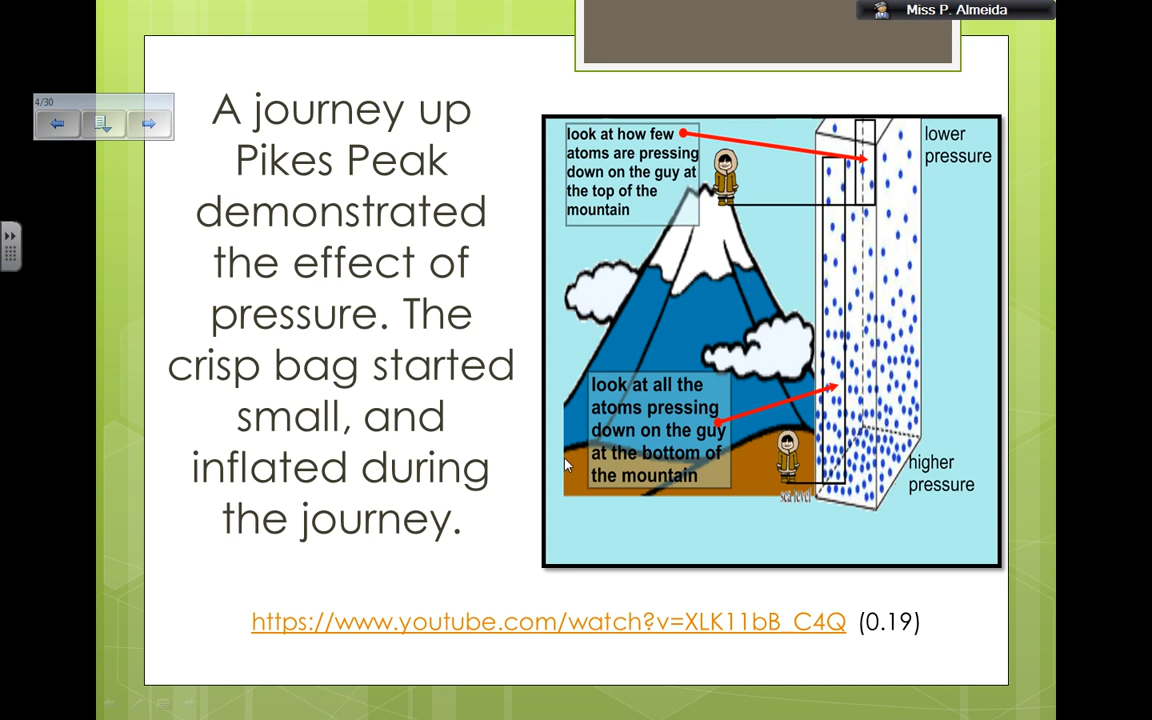 Miss P. Almeida
4/30
A journey up
Pikes Peak
demonstrated
the effect of
pressure. The
crisp bag started
small, and
inflated during
the journey.
look at how few
atoms are pressing
down on the guy at
the top of the
mountain
lower
pressure
look at all the
atoms pressing
down on the guy
at the bottom of
the mountain
sea level
higher
pressure
https://www.youtube.com/watch?v=XLK11bB_C4Q (0.19)